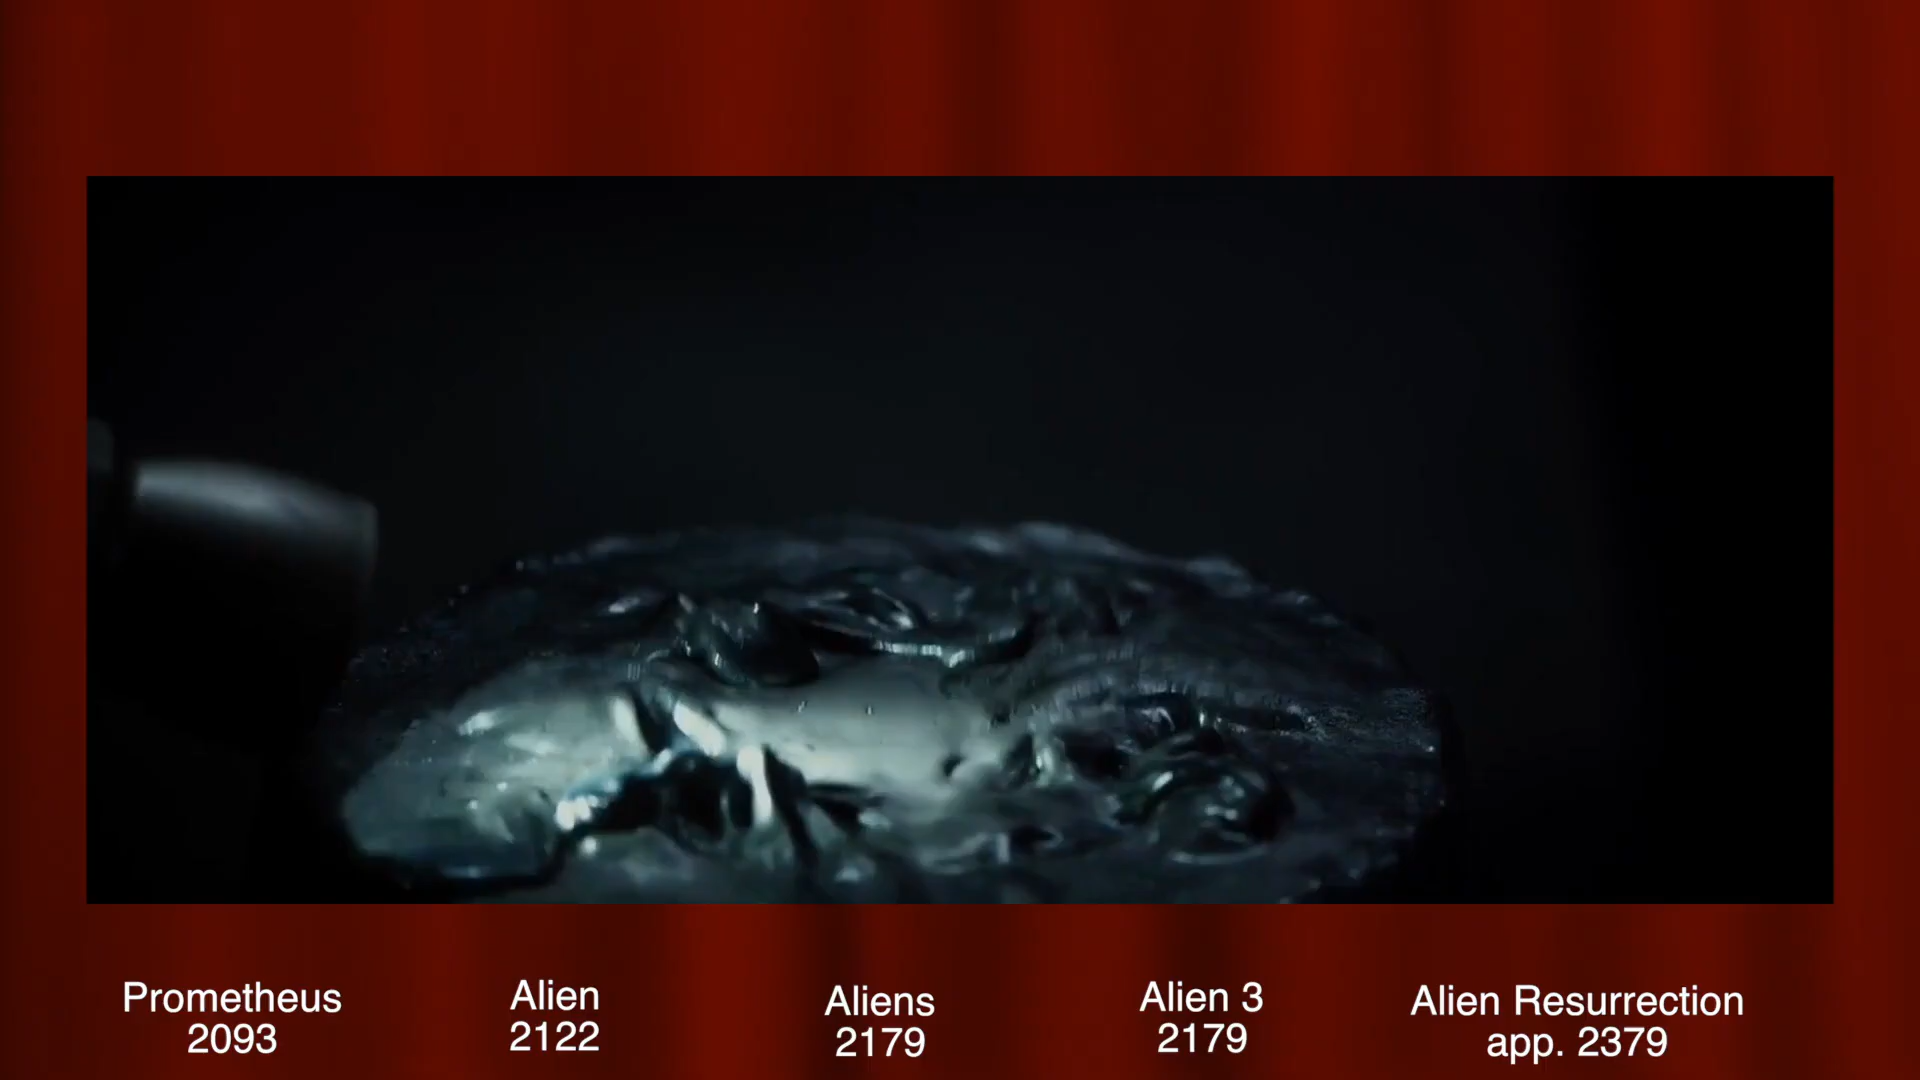 Prometheus
2093
Alien
2122
Aliens
2179
Alien 3
2179
Alien Resurrection
app. 2379